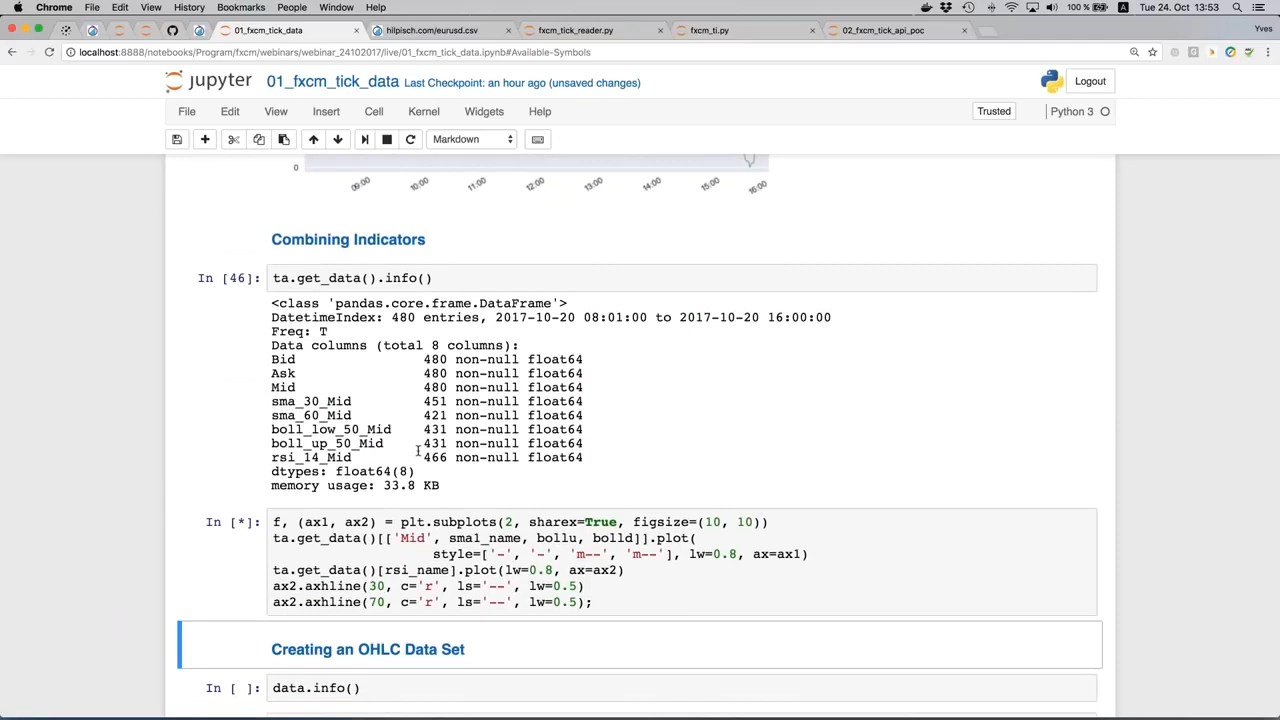 Chrome File Edit View History Bookmarks People Window Help 100 % Tue 24. Oct 13:53
01_fxcm_tick_data hilpisch.com/eurusd.csv fxcm_tick_reader.py fxcm_ti.py 02_fxcm_tick_api_poc Yves
localhost:8888/notebooks/Program/fxcm/webinars/webinar_24102017/live/01_fxcm_tick_data.ipynb#Available-Symbols
jupyter 01_fxcm_tick_data Last Checkpoint: an hour ago (unsaved changes) Logout
File Edit View Insert Cell Kernel Widgets Help Trusted Python 3
Markdown
0
09:00 10:00 11:00 12:00 13:00 14:00 15:00 16:00
Combining Indicators
In [46]: ta.get_data().info()
<class 'pandas.core.frame.DataFrame'>
DatetimeIndex: 480 entries, 2017-10-20 08:01:00 to 2017-10-20 16:00:00
Freq: T
Data columns (total 8 columns):
Bid 480 non-null float64
Ask 480 non-null float64
Mid 480 non-null float64
sma_30_Mid 451 non-null float64
sma_60_Mid 421 non-null float64
boll_low_50_Mid 431 non-null float64
boll_up_50_Mid 431 non-null float64
rsi_14_Mid 466 non-null float64
dtypes: float64(8)
memory usage: 33.8 KB
In [*]: f, (ax1, ax2) = plt.subplots(2, sharex=True, figsize=(10, 10))
ta.get_data()[['Mid', sma1_name, bollu, bolld]].plot(
style=['-', '-', 'm--', 'm--'], lw=0.8, ax=ax1)
ta.get_data()[rsi_name].plot(lw=0.8, ax=ax2)
ax2.axhline(30, c='r', ls='--', lw=0.5)
ax2.axhline(70, c='r', ls='--', lw=0.5);
Creating an OHLC Data Set
In [ ]: data.info()